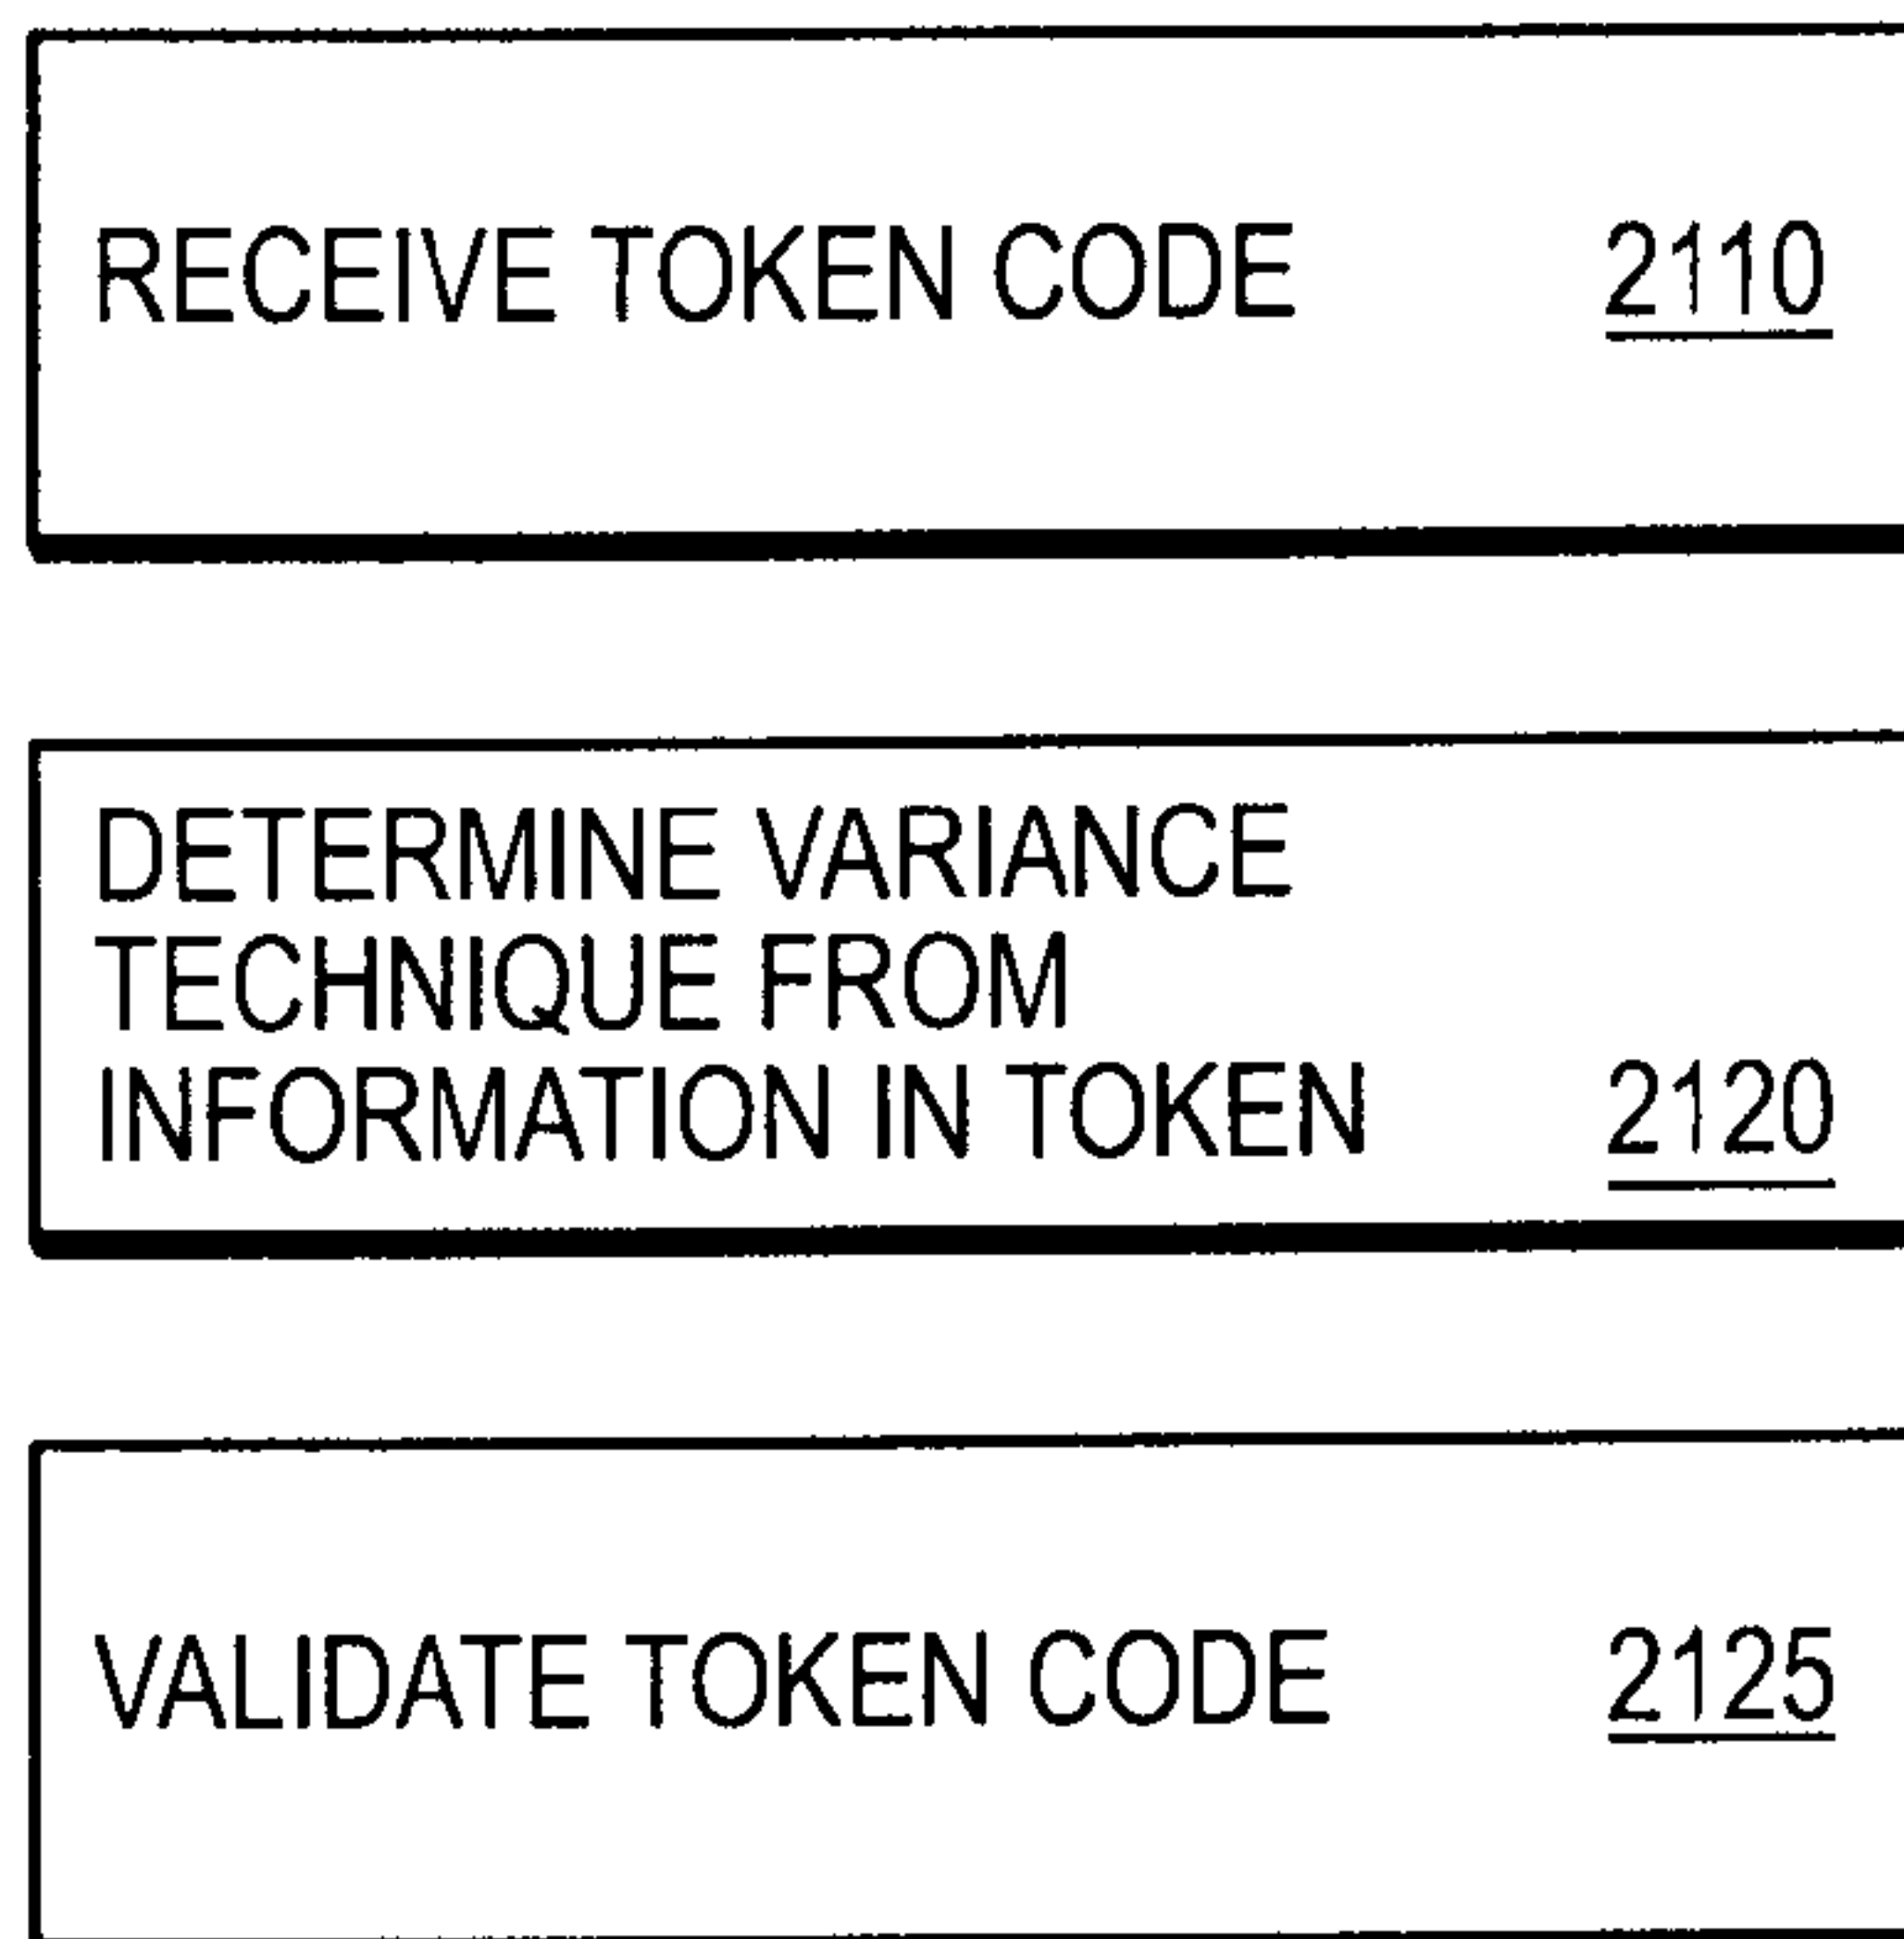 RECEIVE TOKEN CODE 2110
DETERMINE VARIANCE
TECHNIQUE FROM
INFORMATION IN TOKEN 2120
VALIDATE TOKEN CODE 2125